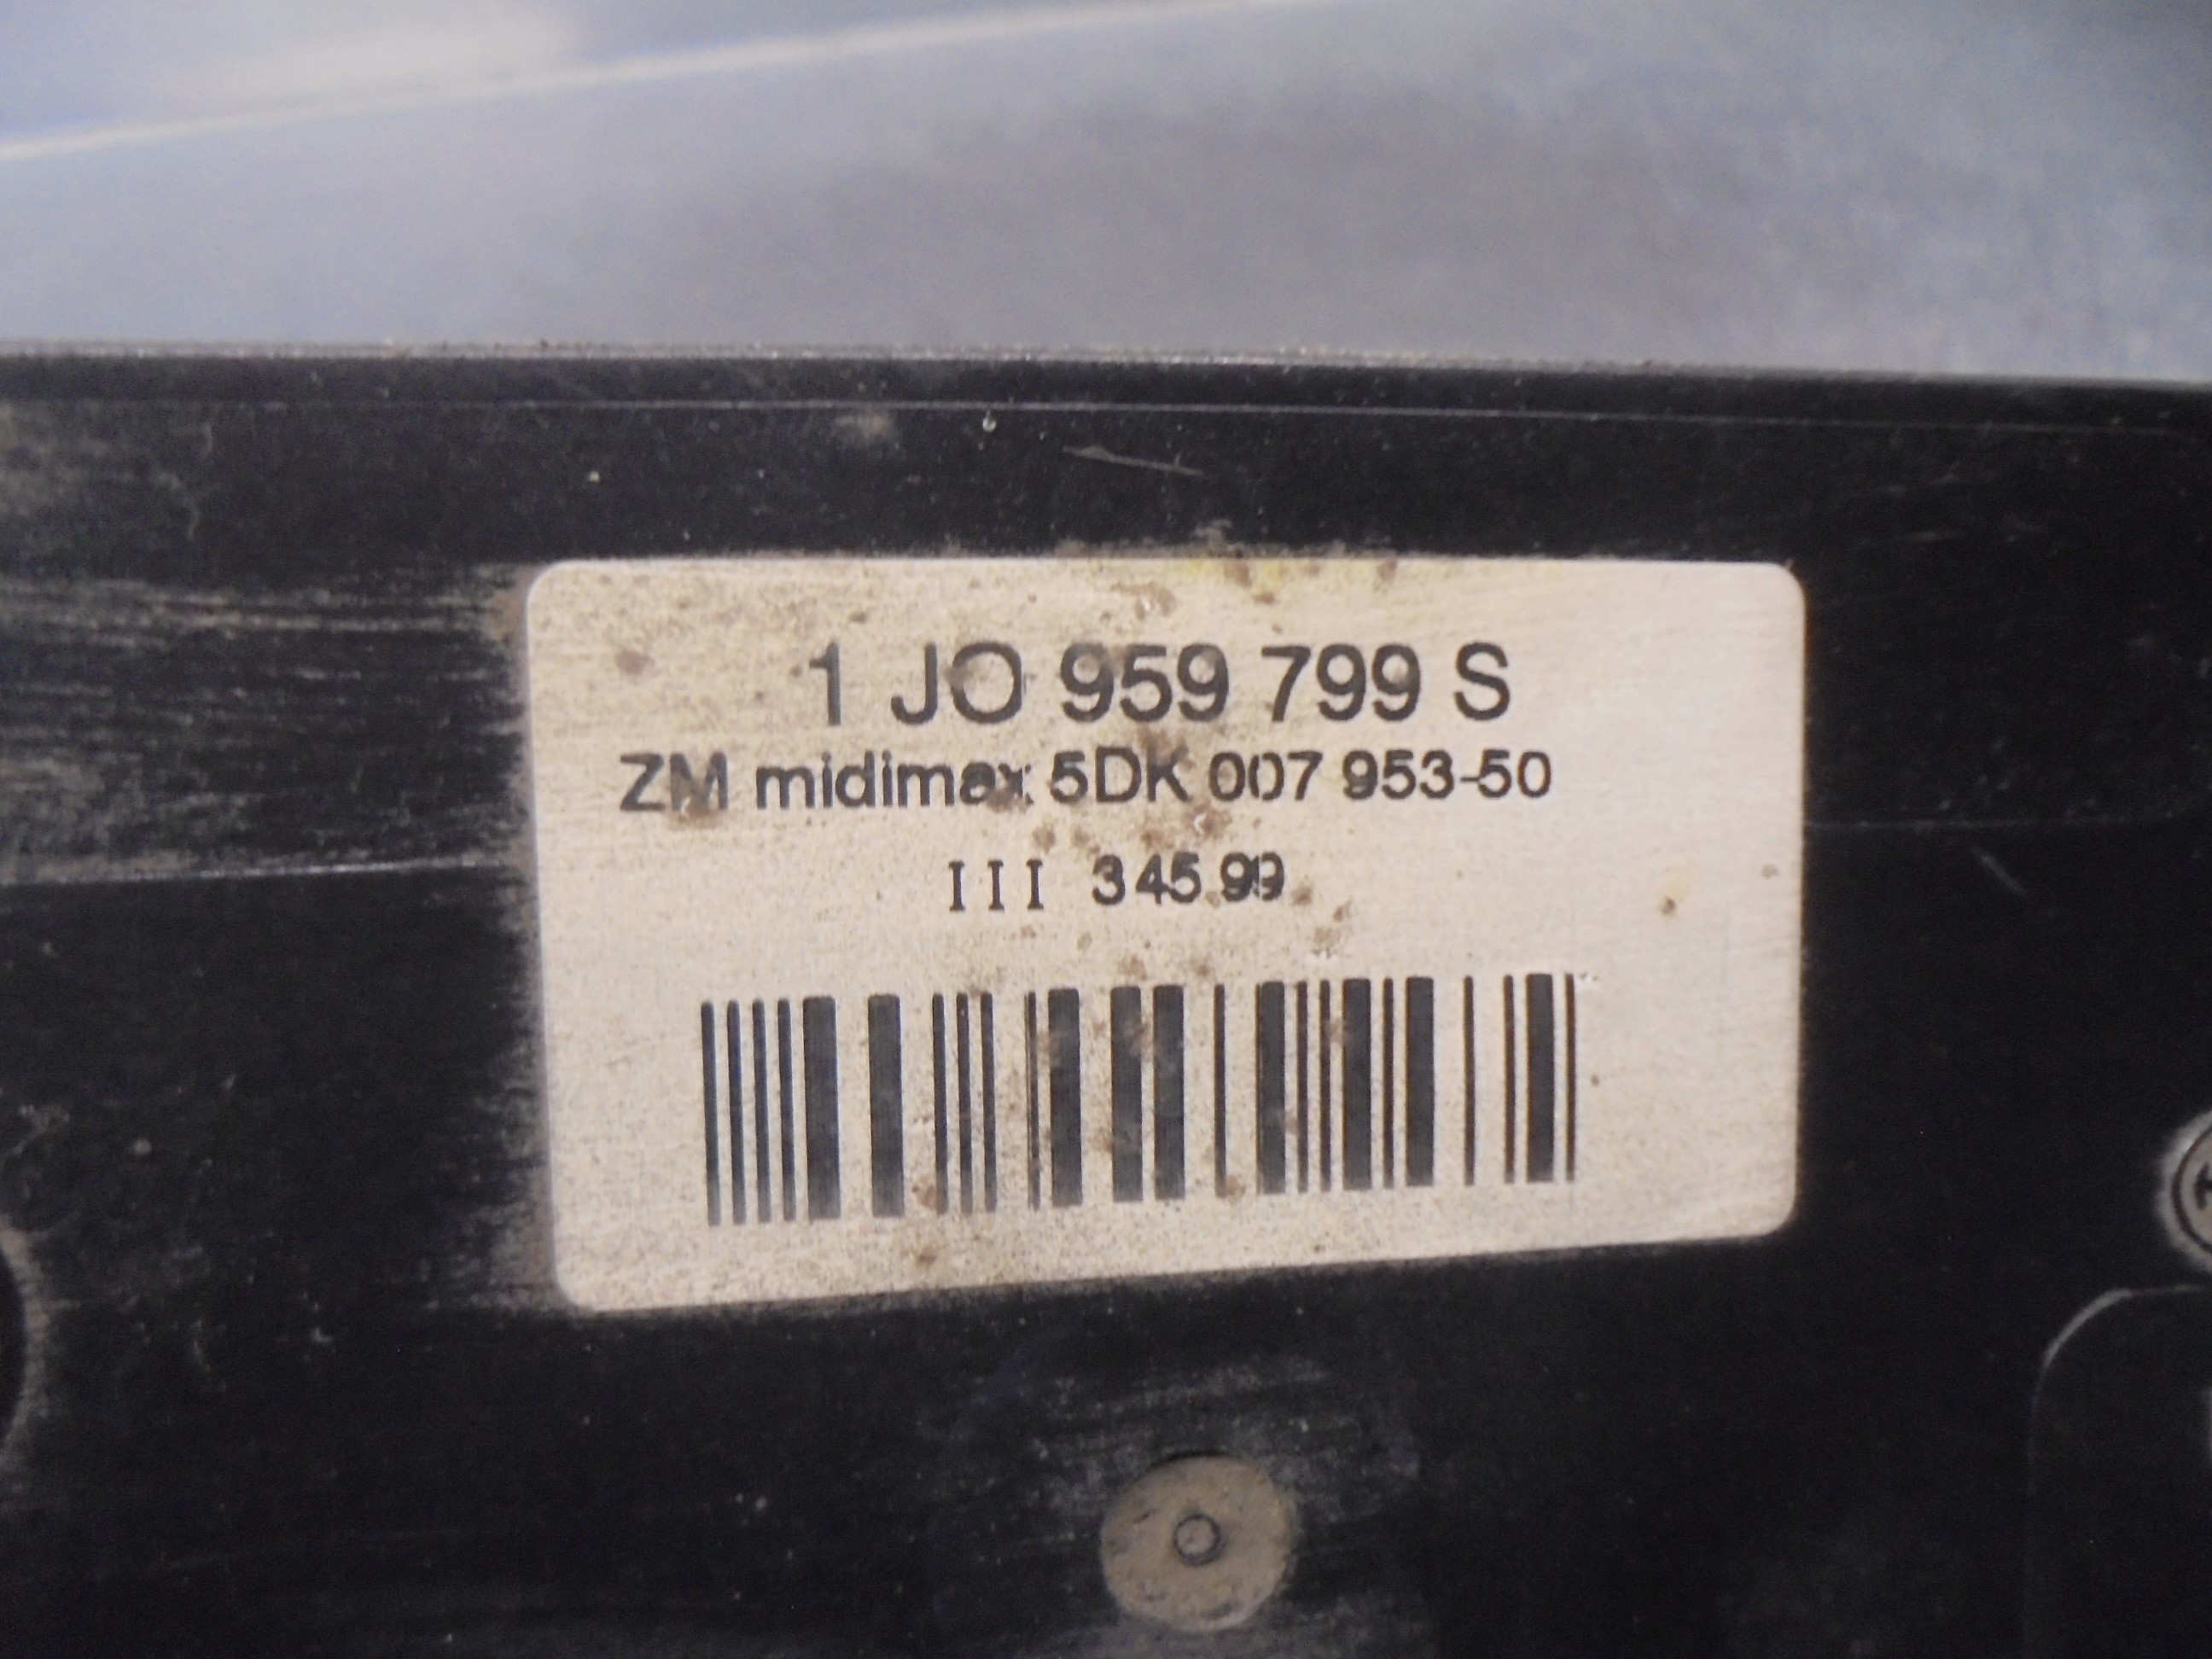 1 JO 959 799 S
ZM midimax 5DK 007 953-50
III 345.99